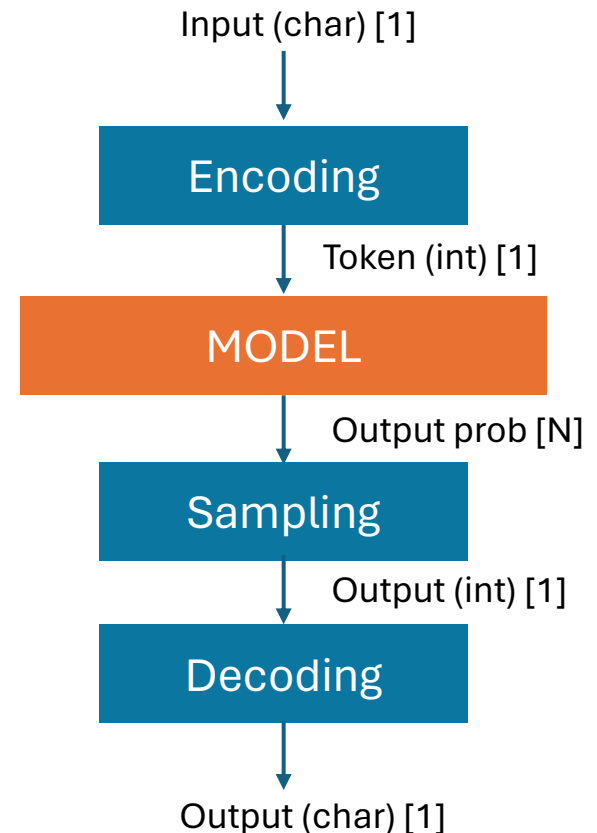 Input (char) [1]
Encoding
Token (int) [1]
MODEL
Output prob [N]
Sampling
Output (int) [1]
Decoding
Output (char) [1]